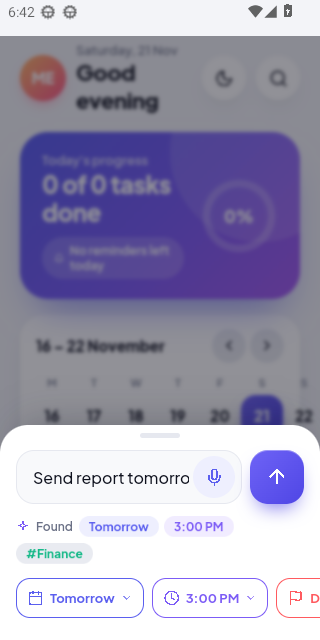 6:42
Saturday, 21 Nov
ME
Good
evening
Today's progress
0 of 0 tasks
done
0%
No reminders left
today
16 – 22 November
M T W T F S S
16 17 18 19 20 21 22
Send report tomorro
Found Tomorrow 3:00 PM
#Finance
Tomorrow 3:00 PM D